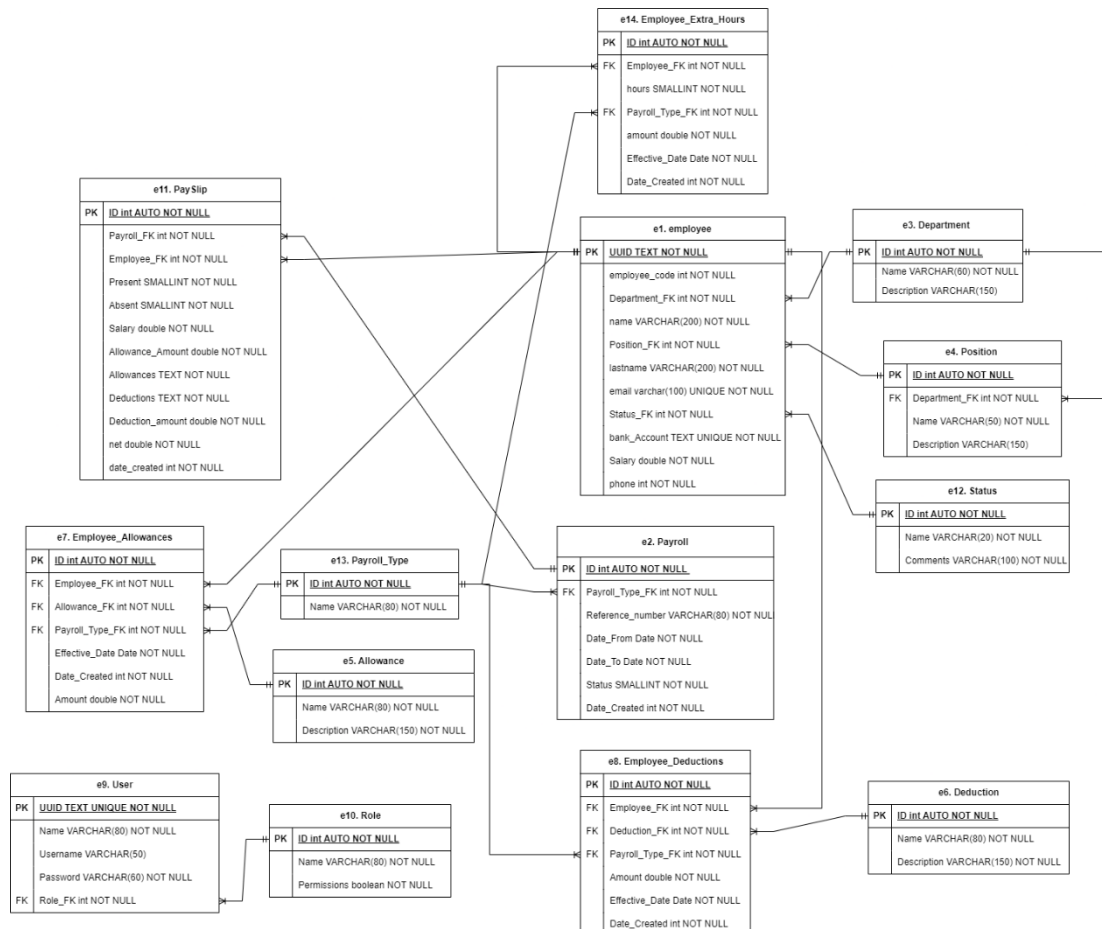 e14. Employee_Extra_Hours
PK ID int AUTO NOT NULL
FK Employee_FK int NOT NULL
hours SMALLINT NOT NULL
FK Payroll_Type_FK int NOT NULL
amount double NOT NULL
Effective_Date Date NOT NULL
Date_Created int NOT NULL
e11. PaySlip
PK ID int AUTO NOT NULL
Payroll_FK int NOT NULL
Employee_FK int NOT NULL
Present SMALLINT NOT NULL
Absent SMALLINT NOT NULL
Salary double NOT NULL
Allowance_Amount double NOT NULL
Allowances TEXT NOT NULL
Deductions TEXT NOT NULL
Deduction_amount double NOT NULL
net double NOT NULL
date_created int NOT NULL
e1. employee
PK UUID TEXT NOT NULL
employee_code int NOT NULL
Department_FK int NOT NULL
name VARCHAR(200) NOT NULL
Position_FK int NOT NULL
lastname VARCHAR(200) NOT NULL
email varchar(100) UNIQUE NOT NULL
Status_FK int NOT NULL
bank_Account TEXT UNIQUE NOT NULL
Salary double NOT NULL
phone int NOT NULL
e3. Department
PK ID int AUTO NOT NULL
Name VARCHAR(60) NOT NULL
Description VARCHAR(150)
e4. Position
PK ID int AUTO NOT NULL
FK Department_FK int NOT NULL
Name VARCHAR(50) NOT NULL
Description VARCHAR(150)
e12. Status
PK ID int AUTO NOT NULL
Name VARCHAR(20) NOT NULL
Comments VARCHAR(100) NOT NULL
e7. Employee_Allowances
PK ID int AUTO NOT NULL
FK Employee_FK int NOT NULL
FK Allowance_FK int NOT NULL
FK Payroll_Type_FK int NOT NULL
Effective_Date Date NOT NULL
Date_Created int NOT NULL
Amount double NOT NULL
e13. Payroll_Type
PK ID int AUTO NOT NULL
Name VARCHAR(80) NOT NULL
e2. Payroll
PK ID int AUTO NOT NULL
FK Payroll_Type_FK int NOT NULL
Reference_number VARCHAR(80) NOT NULL
Date_From Date NOT NULL
Date_To Date NOT NULL
Status SMALLINT NOT NULL
Date_Created int NOT NULL
e5. Allowance
PK ID int AUTO NOT NULL
Name VARCHAR(80) NOT NULL
Description VARCHAR(150) NOT NULL
e9. User
PK UUID TEXT UNIQUE NOT NULL
Name VARCHAR(80) NOT NULL
Username VARCHAR(50)
Password VARCHAR(60) NOT NULL
FK Role_FK int NOT NULL
e10. Role
PK ID int AUTO NOT NULL
Name VARCHAR(80) NOT NULL
Permissions boolean NOT NULL
e8. Employee_Deductions
PK ID int AUTO NOT NULL
FK Employee_FK int NOT NULL
FK Deduction_FK int NOT NULL
FK Payroll_Type_FK int NOT NULL
Amount double NOT NULL
Effective_Date Date NOT NULL
Date_Created int NOT NULL
e6. Deduction
PK ID int AUTO NOT NULL
Name VARCHAR(80) NOT NULL
Description VARCHAR(150) NOT NULL